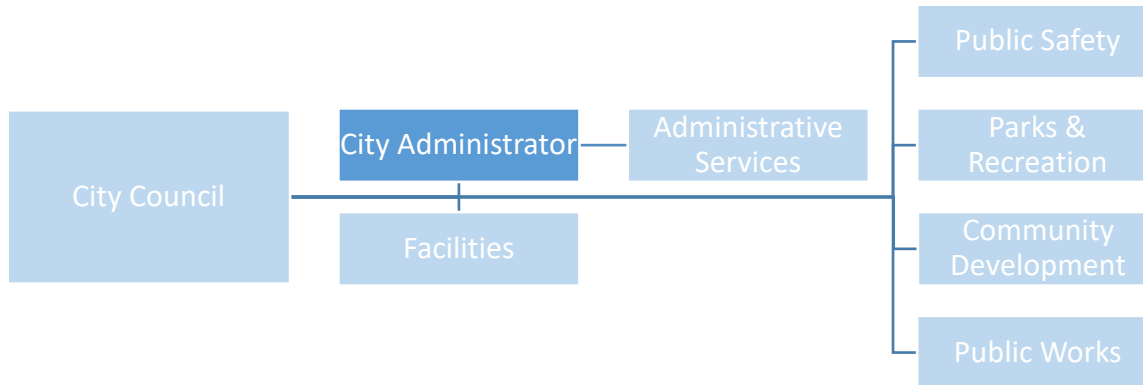 City Council
City Administrator
Facilities
Administrative
Services
Public Safety
Parks &
Recreation
Community
Development
Public Works